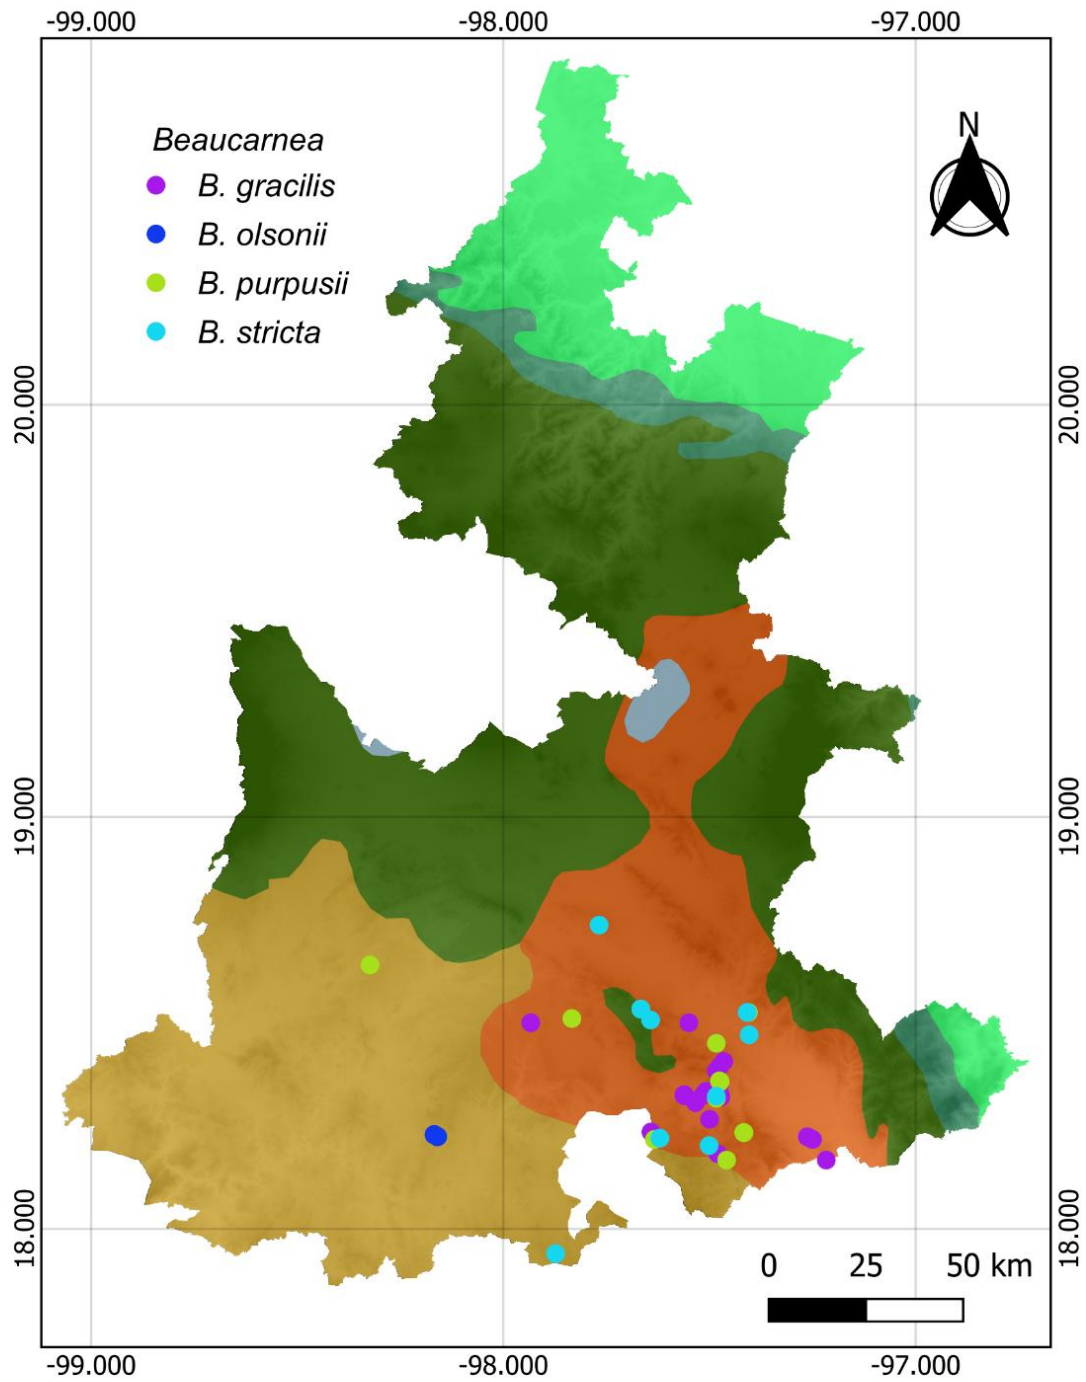 -99.000 -98.000 -97.000
N
Beaucarnea
B. gracilis
B. olsonii
B. purpusii
B. stricta
20.000 20.000
19.000 19.000
18.000 18.000
0 25 50 km
-99.000 -98.000 -97.000